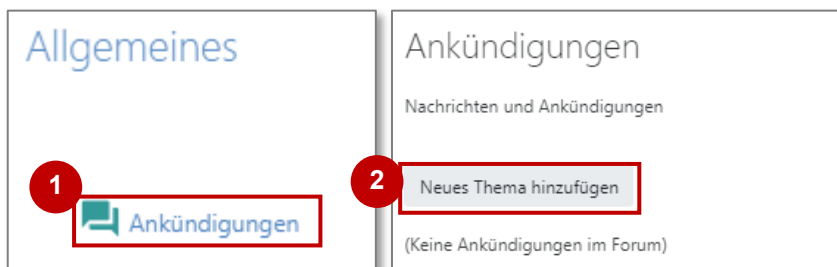 Allgemeines
1
Ankündigungen
Ankündigungen
Nachrichten und Ankündigungen
2
Neues Thema hinzufügen
(Keine Ankündigungen im Forum)